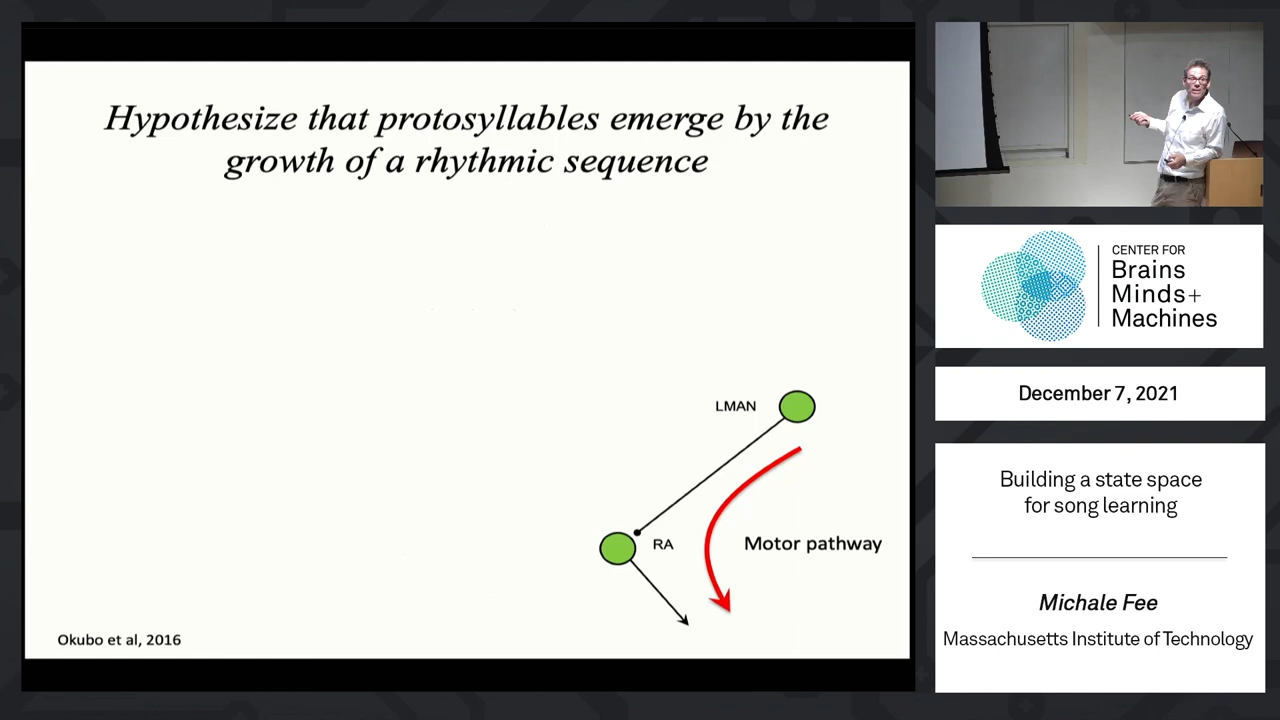 Hypothesize that protosyllables emerge by the
growth of a rhythmic sequence
LMAN
RA
Motor pathway
Okubo et al, 2016
CENTER FOR
Brains
Minds+
Machines
December 7, 2021
Building a state space
for song learning
Michale Fee
Massachusetts Institute of Technology